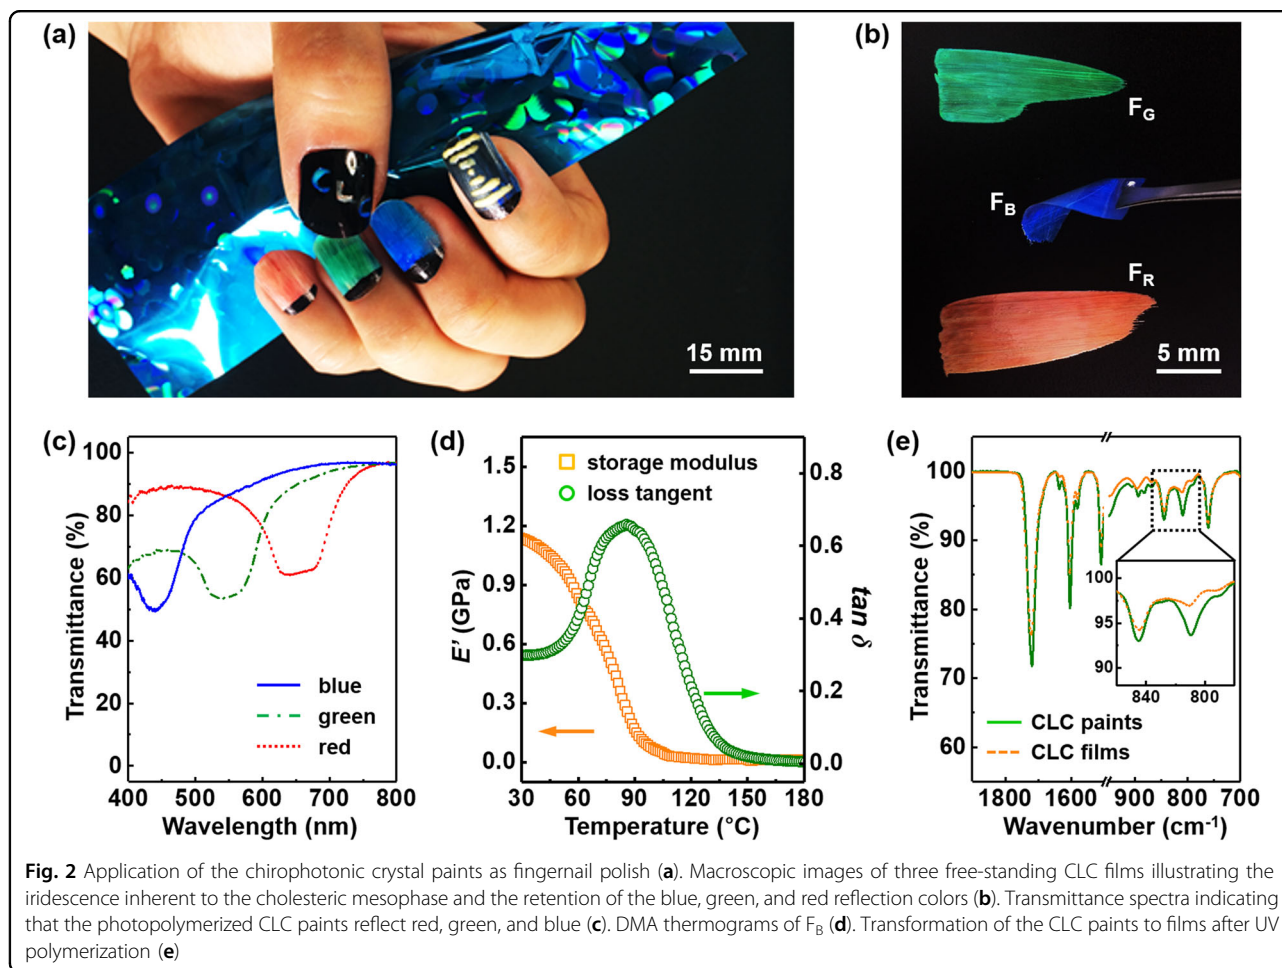 (a)
C L C
15 mm
(b)
F_G
F_B
F_R
5 mm
(c)
Transmittance (%)
100
80
60
40
20
0
400 500 600 700 800
Wavelength (nm)
blue
green
red
(d)
E' (GPa)
1.5
1.2
0.9
0.6
0.3
0.0
storage modulus
loss tangent
0.8
0.6
0.4
0.2
0.0
tan δ
30 60 90 120 150 180
Temperature (°C)
(e)
Transmittance (%)
100
90
80
70
60
100
95
90
840 800
CLC paints
CLC films
1800 1600 900 800 700
Wavenumber (cm⁻¹)
Fig. 2 Application of the chirophotonic crystal paints as fingernail polish (a). Macroscopic images of three free-standing CLC films illustrating the
iridescence inherent to the cholesteric mesophase and the retention of the blue, green, and red reflection colors (b). Transmittance spectra indicating
that the photopolymerized CLC paints reflect red, green, and blue (c). DMA thermograms of F_B (d). Transformation of the CLC paints to films after UV
polymerization (e)